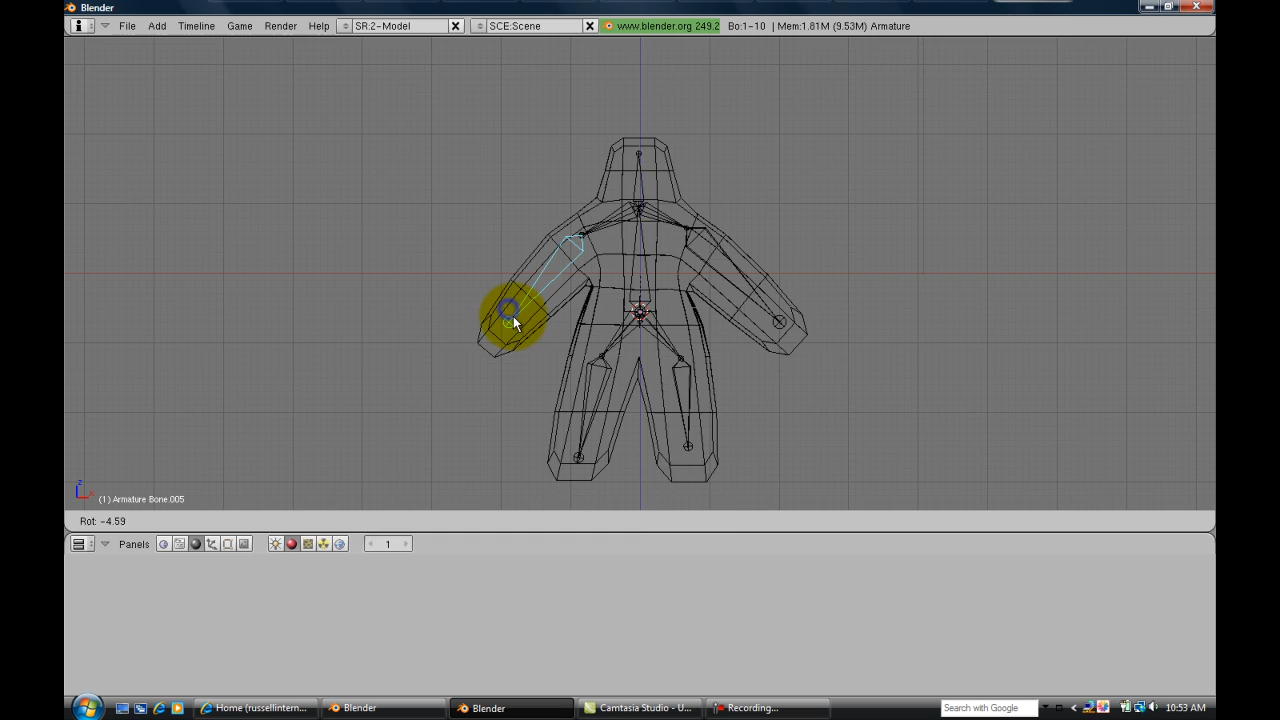 Blender
File Add Timeline Game Render Help SR:2-Model SCE:Scene www.blender.org 249.2 Bo:1-10 | Mem:1.81M (9.53M) Armature
z
x
(1) Armature Bone.005
Rot: -4.59
Panels 1
Home (russellintern... Blender Blender Camtasia Studio - U... Recording... Search with Google 10:53 AM